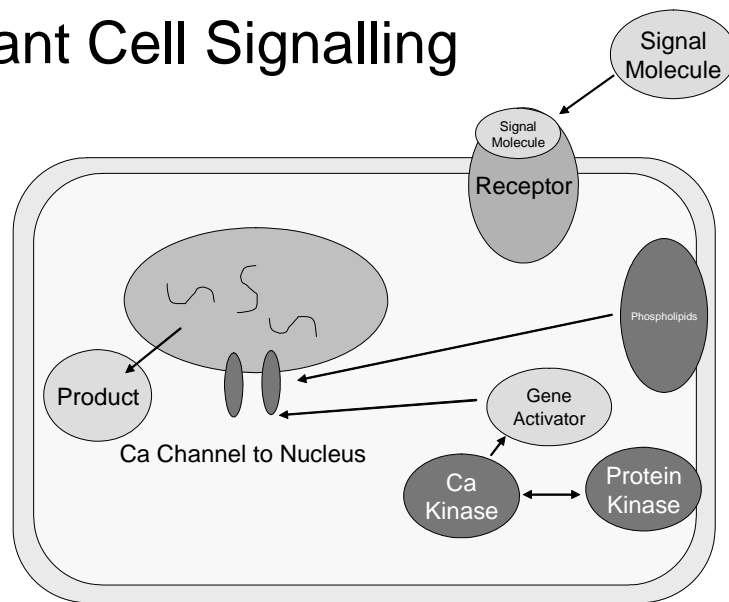 ant Cell Signalling
Signal
Molecule
Signal
Molecule
Receptor
Phospholipids
Product
Gene
Activator
Ca Channel to Nucleus
Ca
Kinase
Protein
Kinase